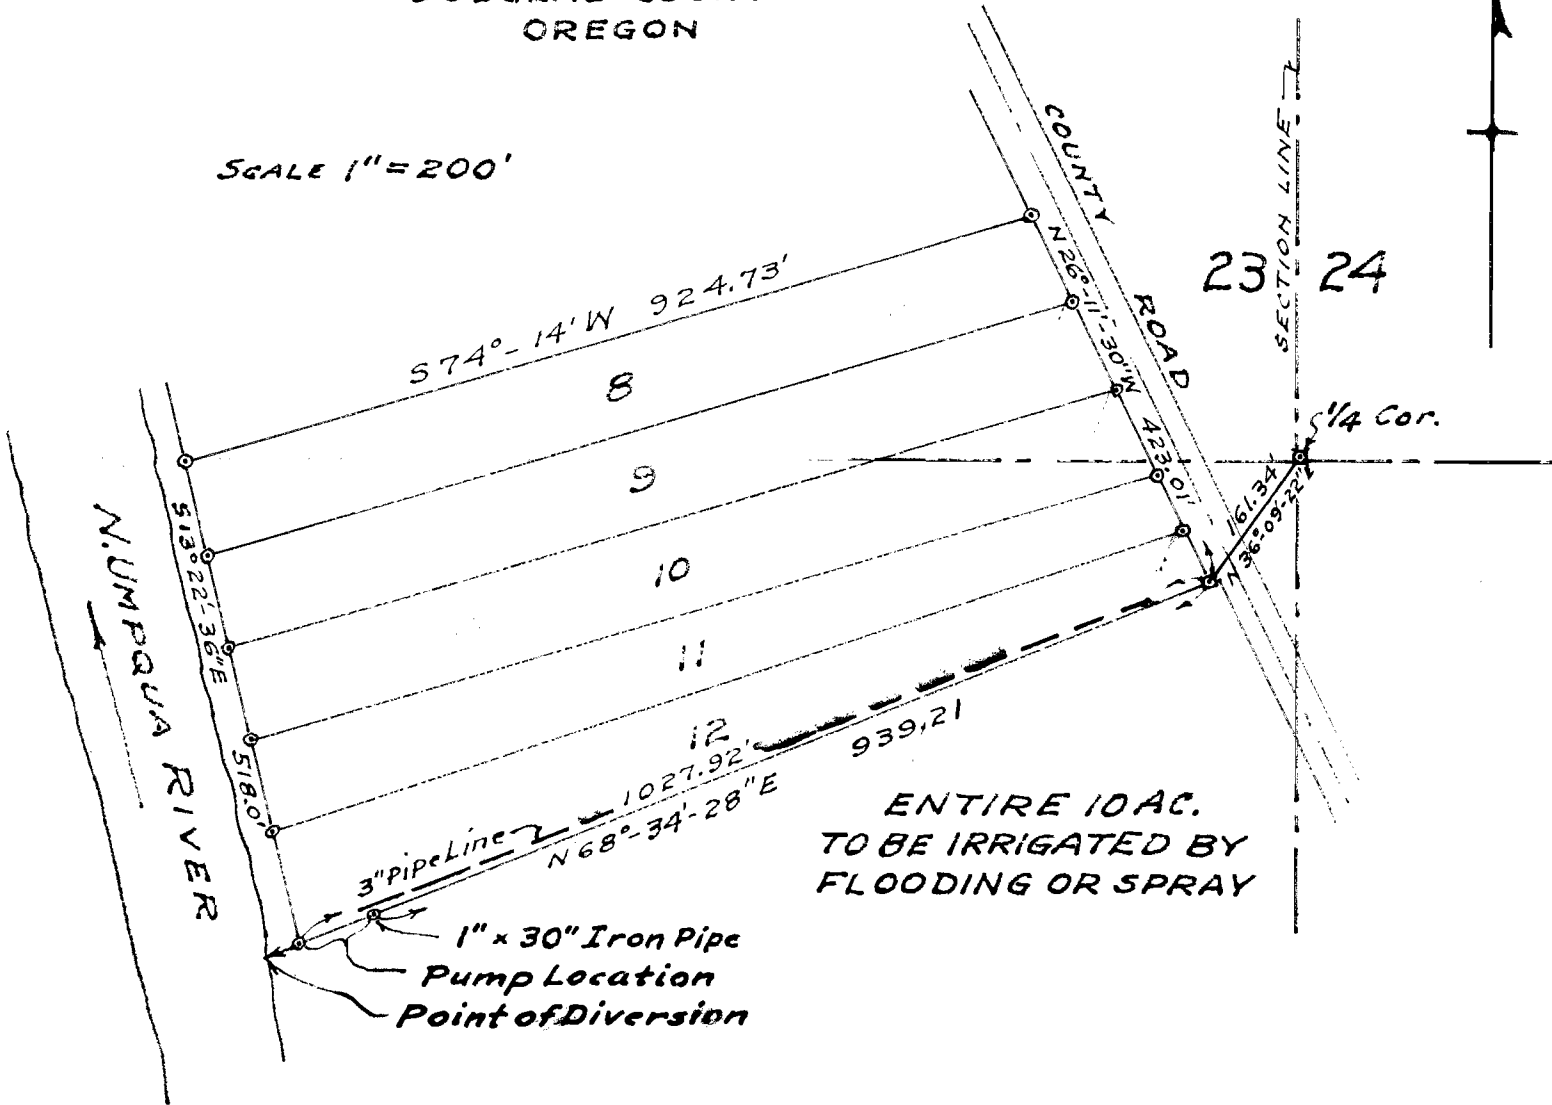 OREGON
SCALE 1"=200'
COUNTY
ROAD
SECTION LINE
23
24
1/4 Cor.
S 74°-14' W 924.73'
N 26°-11'-30"W 423.01'
161.34'
N 36°-09'-22"E
8
9
10
11
12
S13°22'-36"E
518.0'
N. UMPQUA RIVER
1027.92'
939.21
3" Pipe Line
N 68°-34'-28"E
ENTIRE 10 AC.
TO BE IRRIGATED BY
FLOODING OR SPRAY
1" x 30" Iron Pipe
Pump Location
Point of Diversion